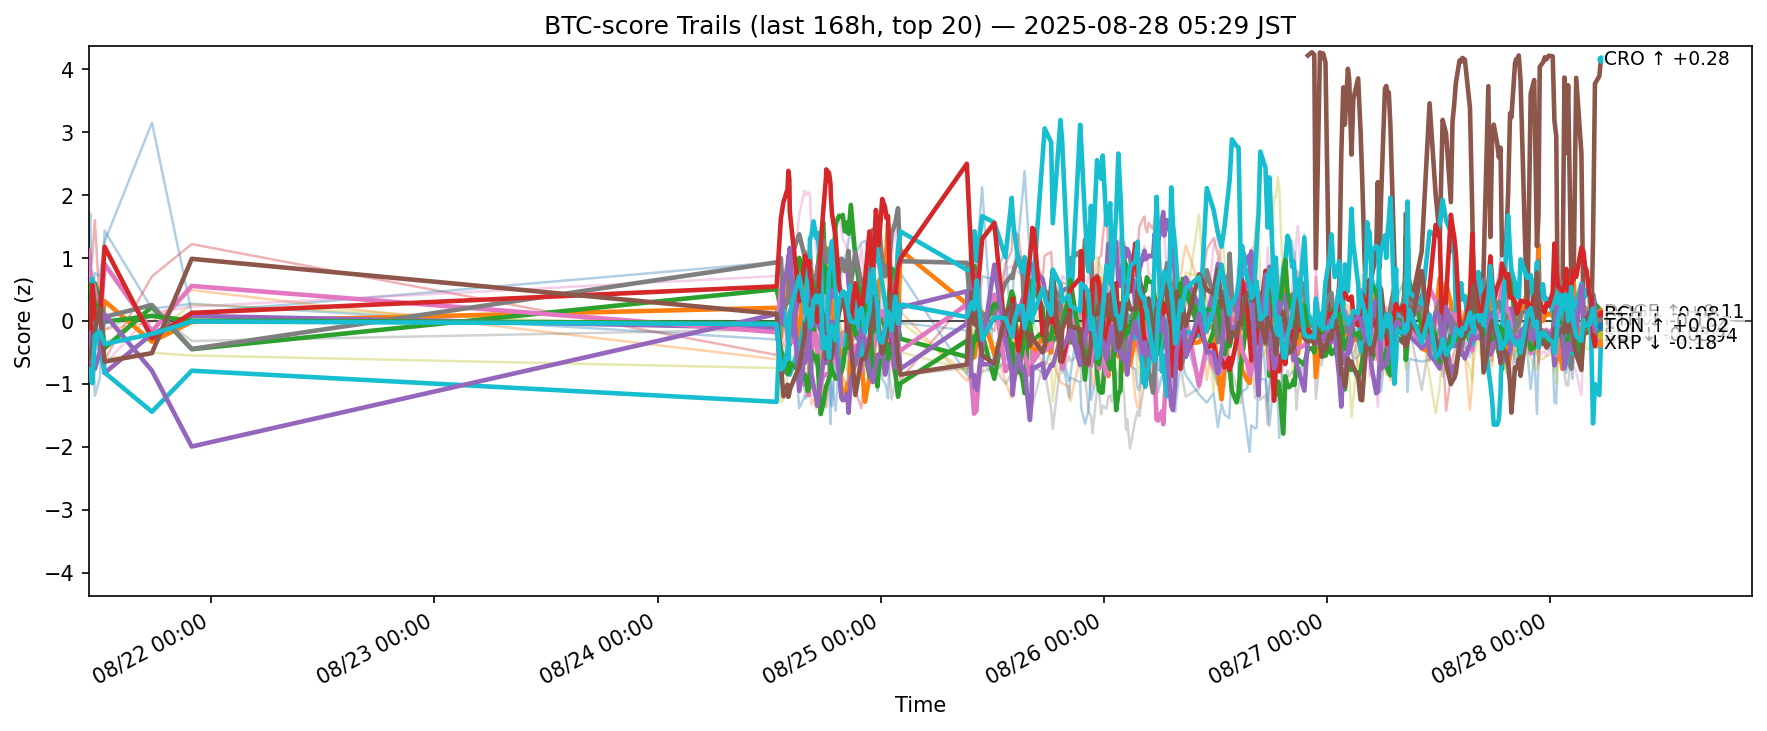 BTC-score Trails (last 168h, top 20) — 2025-08-28 05:29 JST
Score (z)
4
3
2
1
0
−1
−2
−3
−4
CRO ↑ +0.28
TON ↑ +0.02
XRP ↓ -0.18
08/22 00:00
08/23 00:00
08/24 00:00
08/25 00:00
08/26 00:00
08/27 00:00
08/28 00:00
Time